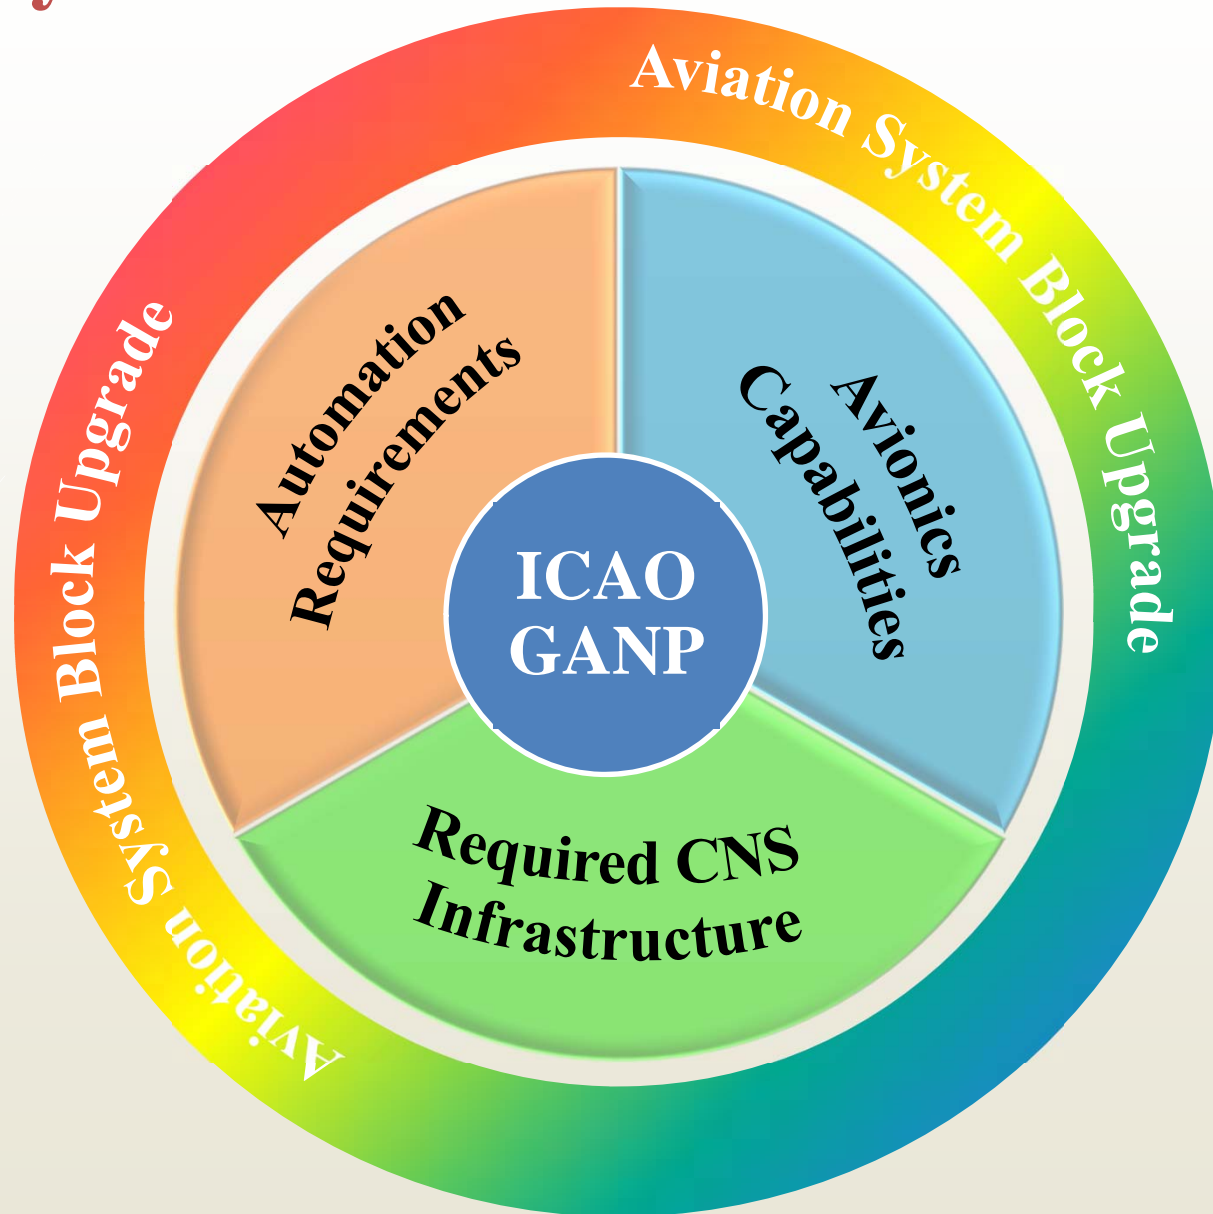 Aviation System Block Upgrade
Aviation System Block Upgrade
Automation
Requirements
Avionics
Capabilities
ICAO
GANP
Required CNS
Infrastructure